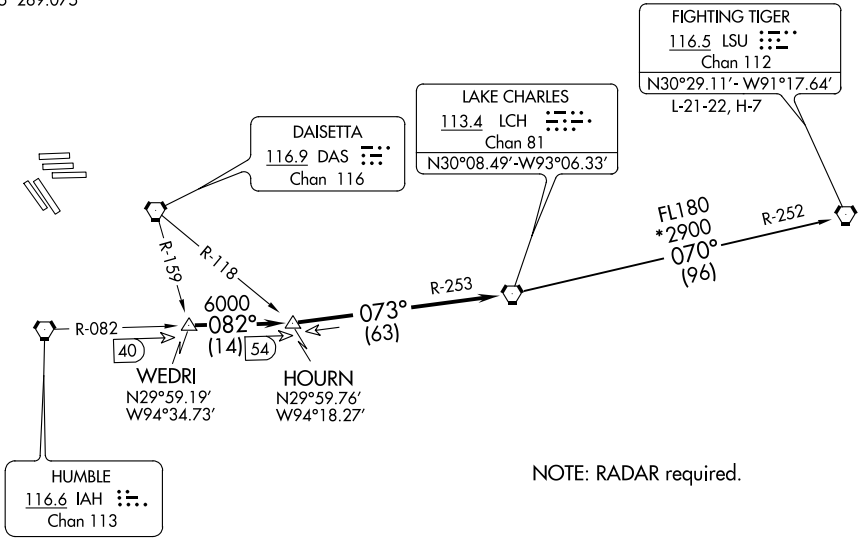 FIGHTING TIGER
116.5 LSU
Chan 112
N30°29.11′- W91°17.64′
L-21-22, H-7
LAKE CHARLES
113.4 LCH
Chan 81
N30°08.49′-W93°06.33′
DAISETTA
116.9 DAS
Chan 116
FL180
*2900
070°
(96)
R-252
R-159
R-118
R-253
073°
(63)
6000
082°
(14)
R-082
40
54
WEDRI
N29°59.19′
W94°34.73′
HOURN
N29°59.76′
W94°18.27′
HUMBLE
116.6 IAH
Chan 113
NOTE: RADAR required.